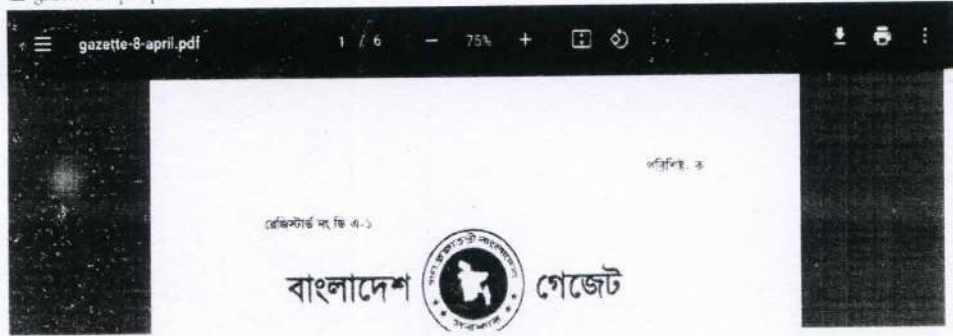 gazette-8-april.pdf 1 / 6 — 75% +
পরিশিষ্ট- ক
রেজিস্টার্ড নং ডি এ-১
বাংলাদেশ গেজেট